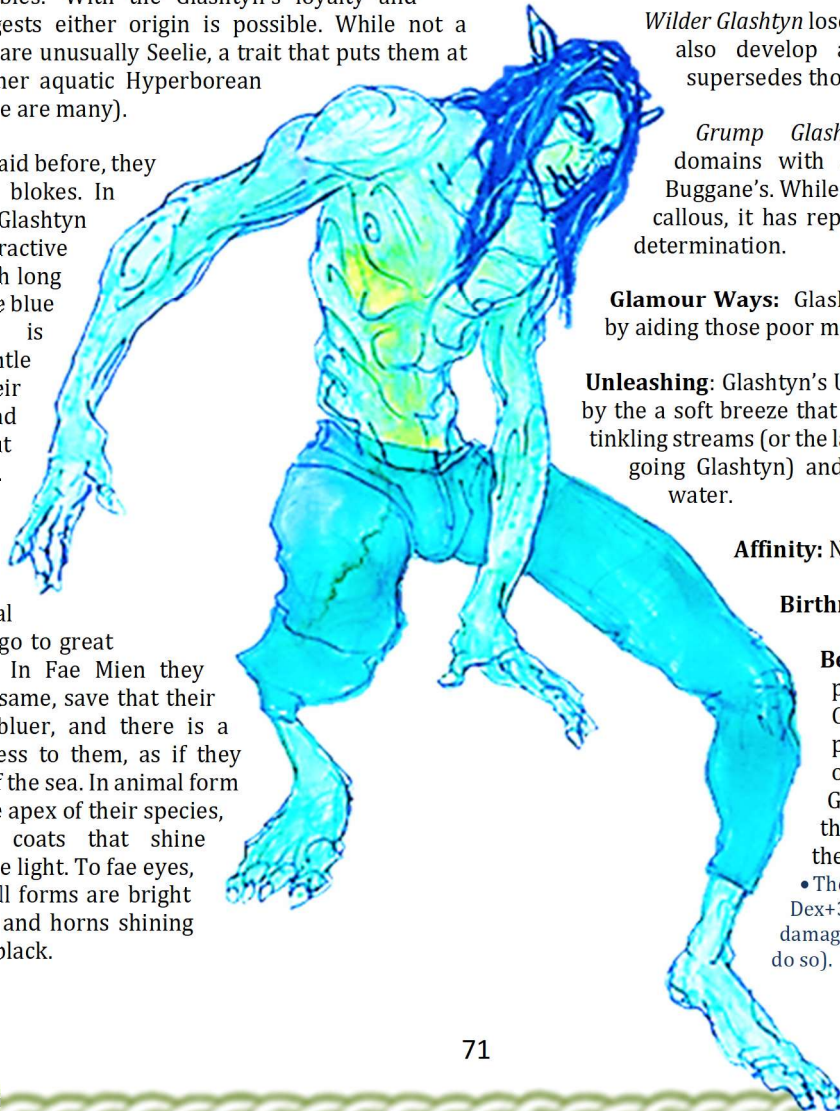 With the Glashtyn's loyalty and
gests either origin is possible. While not a
are unusually Seelie, a trait that puts them at
her aquatic Hyperborean
e are many).
aid before, they
blokes. In
Glashtyn
ractive
h long
e blue
is
ntle
eir
nd
ut
al
go to great
In Fae Mien they
same, save that their
bluer, and there is a
ess to them, as if they
f the sea. In animal form
e apex of their species,
coats that shine
e light. To fae eyes,
ll forms are bright
and horns shining
black.
Wilder Glashtyn lose
also develop a
supersedes tho
Grump Glash
domains with
Buggane's. While
callous, it has rep
determination.
Glamour Ways: Glash
by aiding those poor m
Unleashing: Glashtyn's U
by the a soft breeze that
tinkling streams (or the la
going Glashtyn) and
water.
Affinity: N
Birthr
Be
p
G
th
the
• The
Dex+3
damag
do so).
71